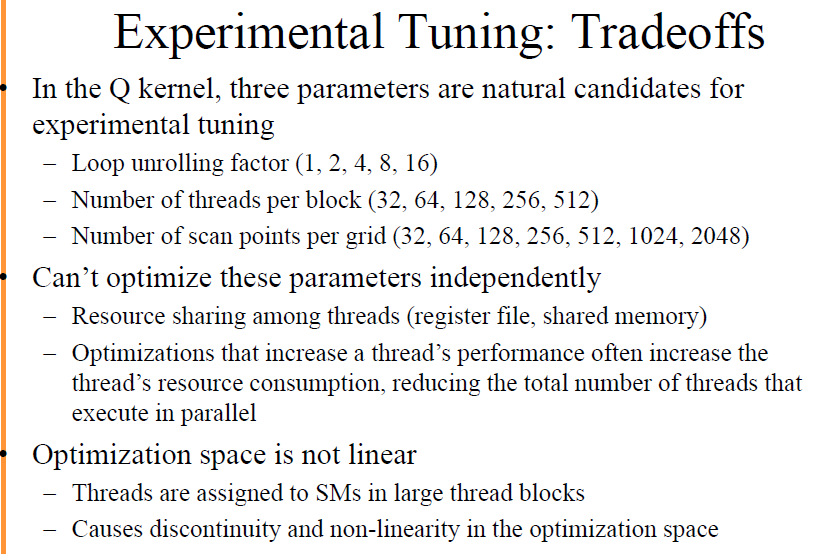 Experimental Tuning: Tradeoffs
• In the Q kernel, three parameters are natural candidates for
experimental tuning
– Loop unrolling factor (1, 2, 4, 8, 16)
– Number of threads per block (32, 64, 128, 256, 512)
– Number of scan points per grid (32, 64, 128, 256, 512, 1024, 2048)
• Can’t optimize these parameters independently
– Resource sharing among threads (register file, shared memory)
– Optimizations that increase a thread’s performance often increase the
thread’s resource consumption, reducing the total number of threads that
execute in parallel
• Optimization space is not linear
– Threads are assigned to SMs in large thread blocks
– Causes discontinuity and non-linearity in the optimization space